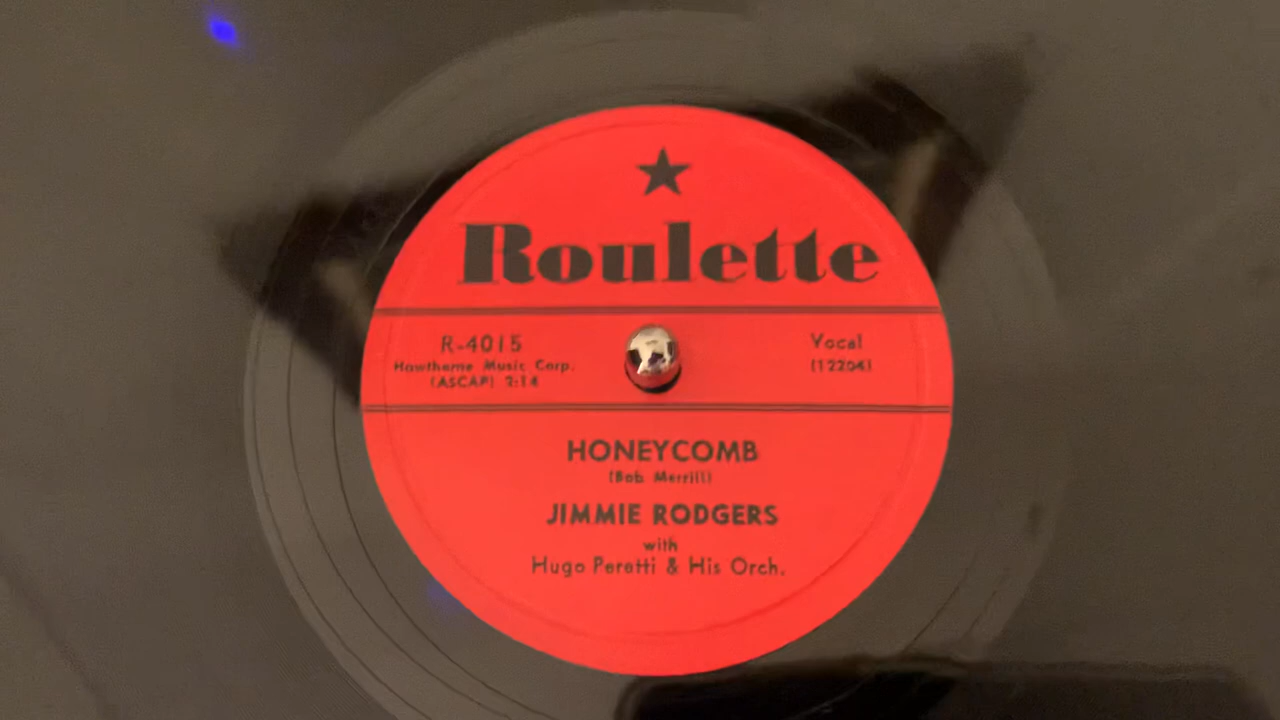 Roulette
R-4015
Hawthorne Music Corp.
(ASCAP) 2:14
Vocal
(12204)
HONEYCOMB
(Bob Merrill)
JIMMIE RODGERS
with
Hugo Peretti & His Orch.